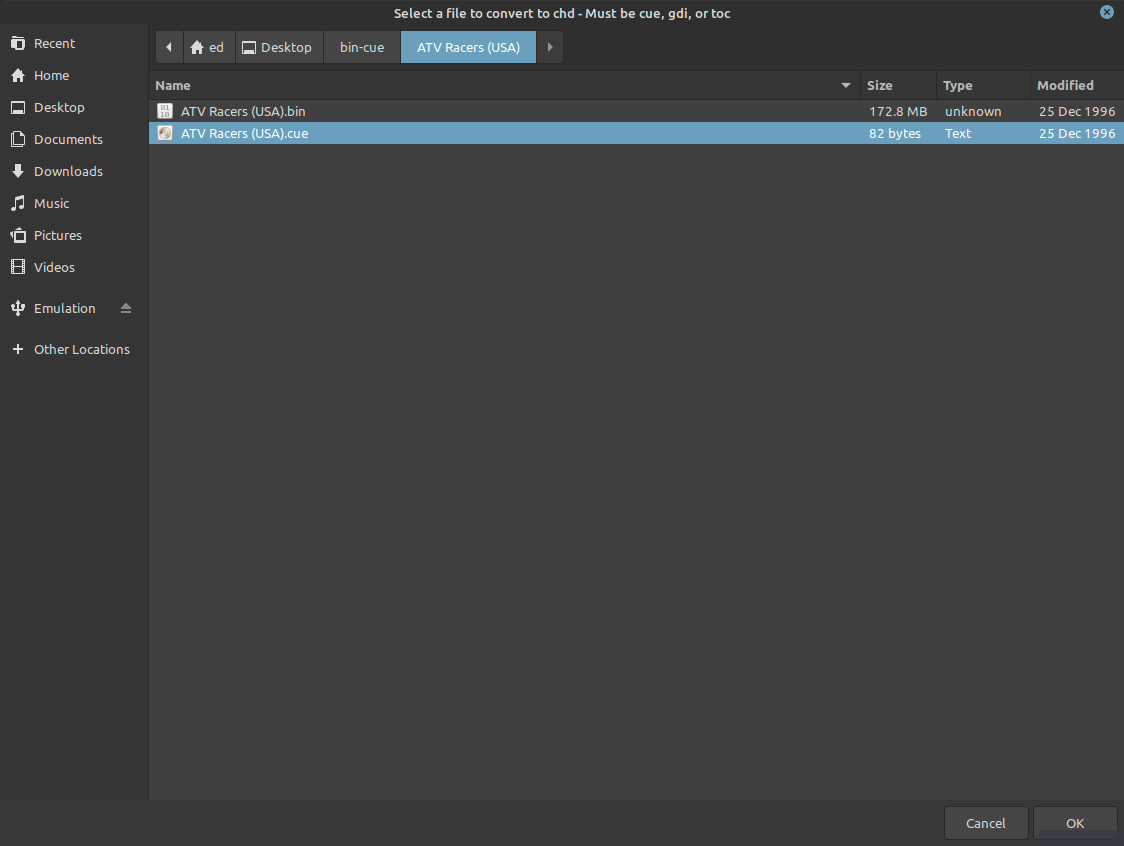 Select a file to convert to chd - Must be cue, gdi, or toc
Recent
Home
Desktop
Documents
Downloads
Music
Pictures
Videos
Emulation
Other Locations
ed Desktop bin-cue ATV Racers (USA)
Name Size Type Modified
ATV Racers (USA).bin 172.8 MB unknown 25 Dec 1996
ATV Racers (USA).cue 82 bytes Text 25 Dec 1996
Cancel OK